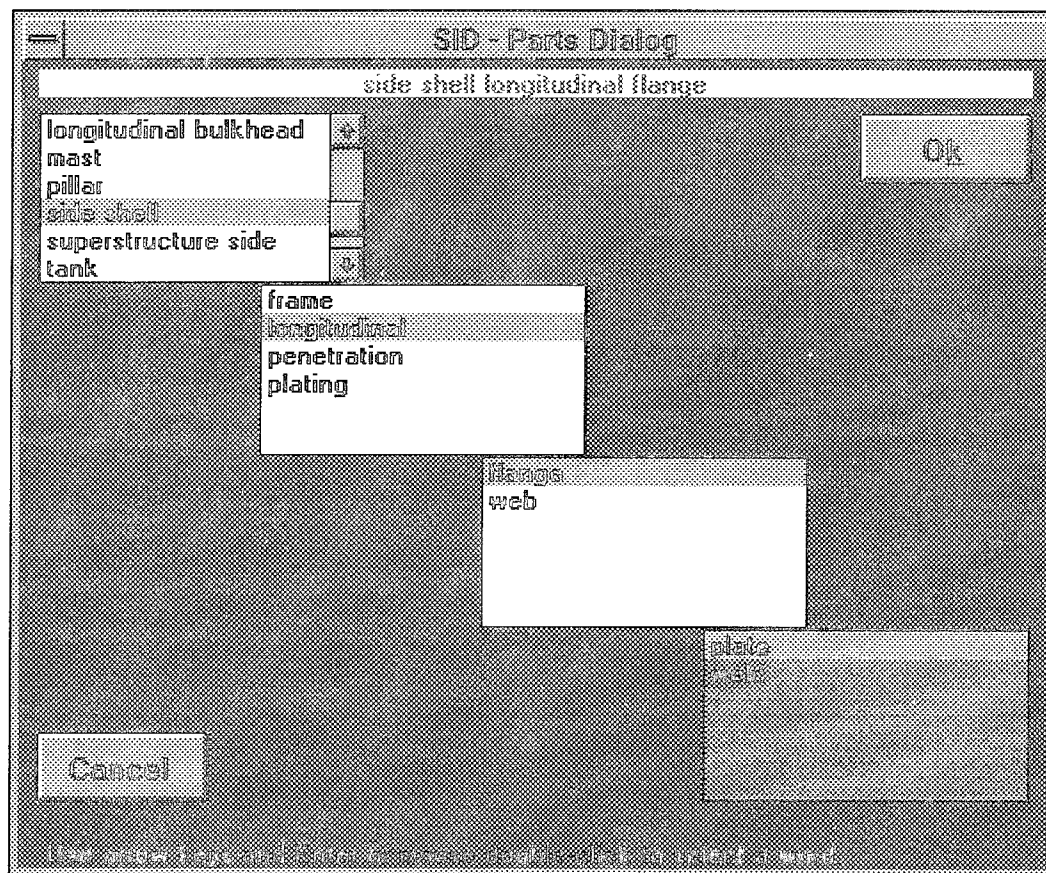 SID - Parts Dialog
side shell longitudinal flange
longitudinal bulkhead
mast
pillar
side shell
superstructure side
tank
Ok
frame
longitudinal
penetration
plating
flange
web
plate
Cancel